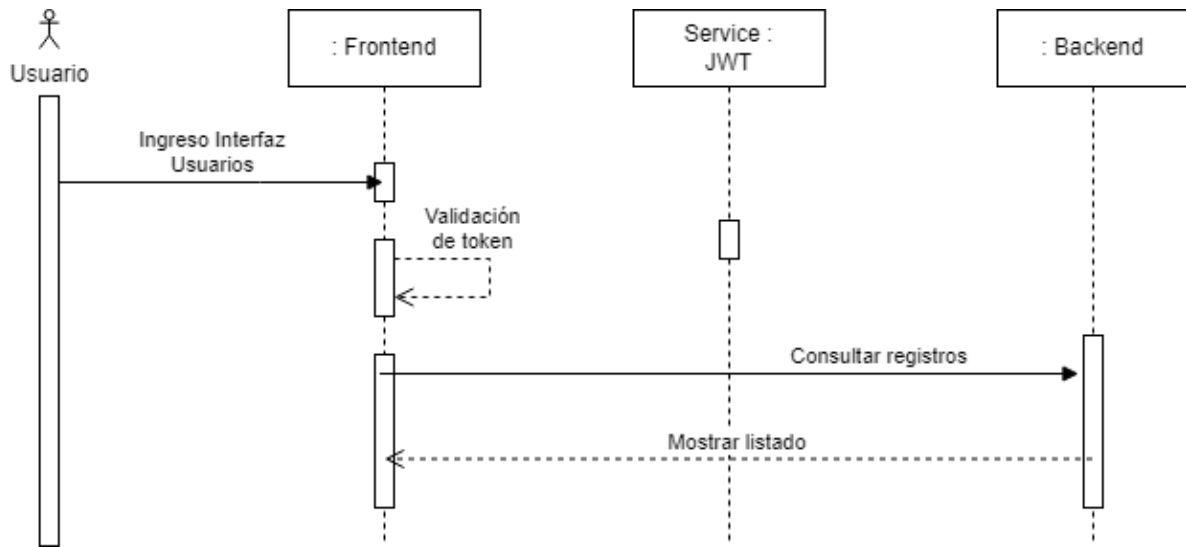 Usuario
: Frontend
Service :
JWT
: Backend
Ingreso Interfaz
Usuarios
Validación
de token
Consultar registros
Mostrar listado